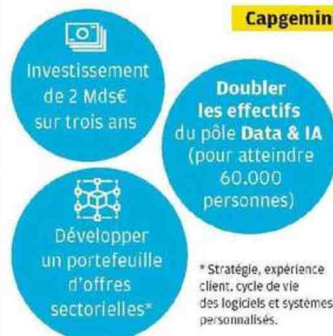 Capgemin
Investissement
de 2 Mds€
sur trois ans
Doubler
les effectifs
du pôle Data & IA
(pour atteindre
60.000
personnes)
Développer
un portefeuille
d'offres
sectorielles*
* Stratégie, expérience
client, cycle de vie
des logiciels et systèmes
personnalisés.